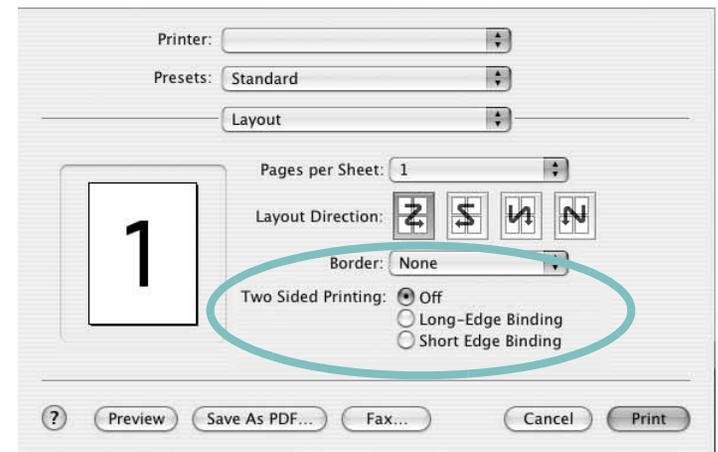 Printer:
Presets: Standard
Layout
Pages per Sheet: 1
1
Layout Direction:
Border: None
Two Sided Printing: Off
Long-Edge Binding
Short Edge Binding
? Preview Save As PDF... Fax... Cancel Print